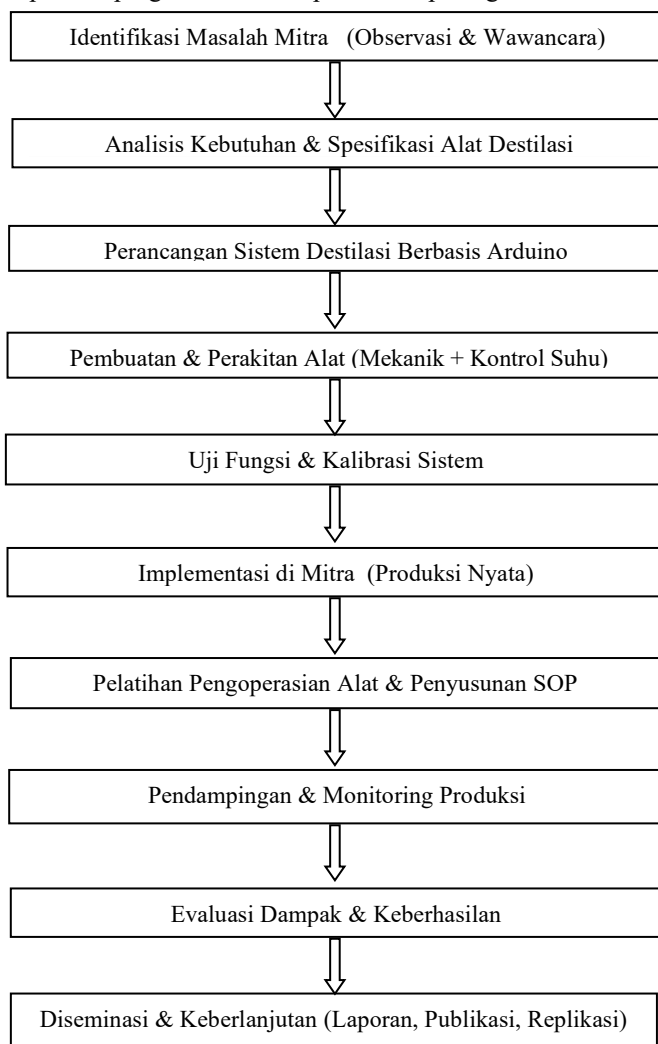 Identifikasi Masalah Mitra (Observasi & Wawancara)
Analisis Kebutuhan & Spesifikasi Alat Destilasi
Perancangan Sistem Destilasi Berbasis Arduino
Pembuatan & Perakitan Alat (Mekanik + Kontrol Suhu)
Uji Fungsi & Kalibrasi Sistem
Implementasi di Mitra (Produksi Nyata)
Pelatihan Pengoperasian Alat & Penyusunan SOP
Pendampingan & Monitoring Produksi
Evaluasi Dampak & Keberhasilan
Diseminasi & Keberlanjutan (Laporan, Publikasi, Replikasi)